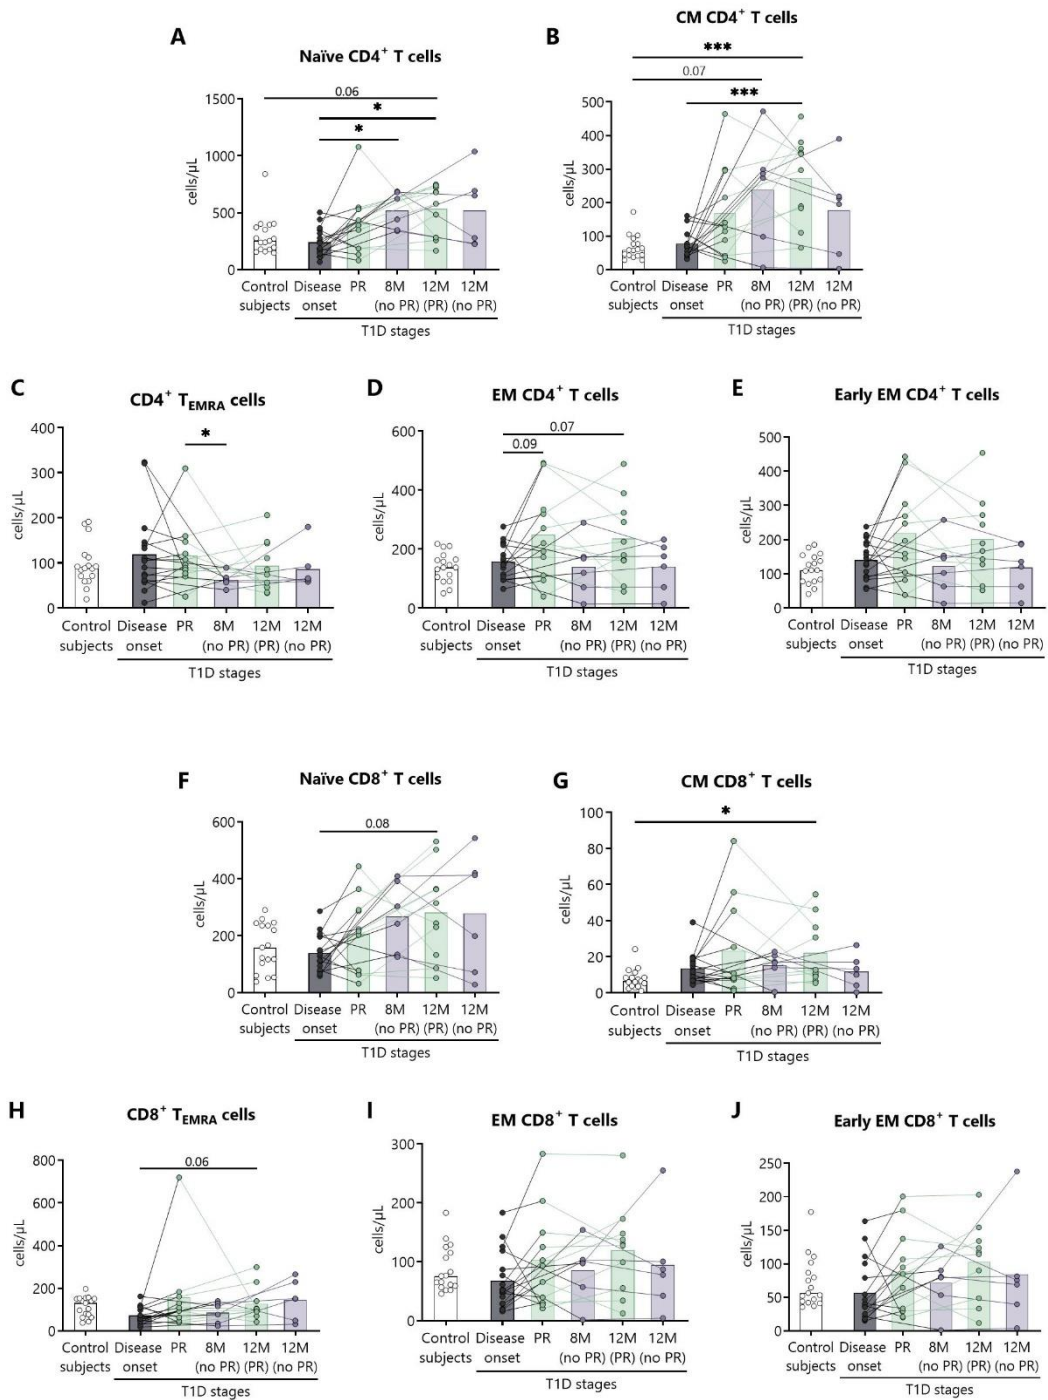 A
Naïve CD4+ T cells
0.06
*
*
1500
1000
500
0
cells/µL
Control subjects
Disease onset
PR
8M (no PR)
12M (PR)
12M (no PR)
T1D stages
B
CM CD4+ T cells
***
0.07
***
500
400
300
200
100
0
cells/µL
Control subjects
Disease onset
PR
8M (no PR)
12M (PR)
12M (no PR)
T1D stages
C
CD4+ TEMRA cells
*
400
300
200
100
0
cells/µL
Control subjects
Disease onset
PR
8M (no PR)
12M (PR)
12M (no PR)
T1D stages
D
EM CD4+ T cells
0.07
0.09
600
400
200
0
cells/µL
Control subjects
Disease onset
PR
8M (no PR)
12M (PR)
12M (no PR)
T1D stages
E
Early EM CD4+ T cells
500
400
300
200
100
0
cells/µL
Control subjects
Disease onset
PR
8M (no PR)
12M (PR)
12M (no PR)
T1D stages
F
Naïve CD8+ T cells
0.08
600
400
200
0
cells/µL
Control subjects
Disease onset
PR
8M (no PR)
12M (PR)
12M (no PR)
T1D stages
G
CM CD8+ T cells
*
100
80
60
40
20
0
cells/µL
Control subjects
Disease onset
PR
8M (no PR)
12M (PR)
12M (no PR)
T1D stages
H
CD8+ TEMRA cells
0.06
800
600
400
200
0
cells/µL
Control subjects
Disease onset
PR
8M (no PR)
12M (PR)
12M (no PR)
T1D stages
I
EM CD8+ T cells
300
200
100
0
cells/µL
Control subjects
Disease onset
PR
8M (no PR)
12M (PR)
12M (no PR)
T1D stages
J
Early EM CD8+ T cells
250
200
150
100
50
0
cells/µL
Control subjects
Disease onset
PR
8M (no PR)
12M (PR)
12M (no PR)
T1D stages